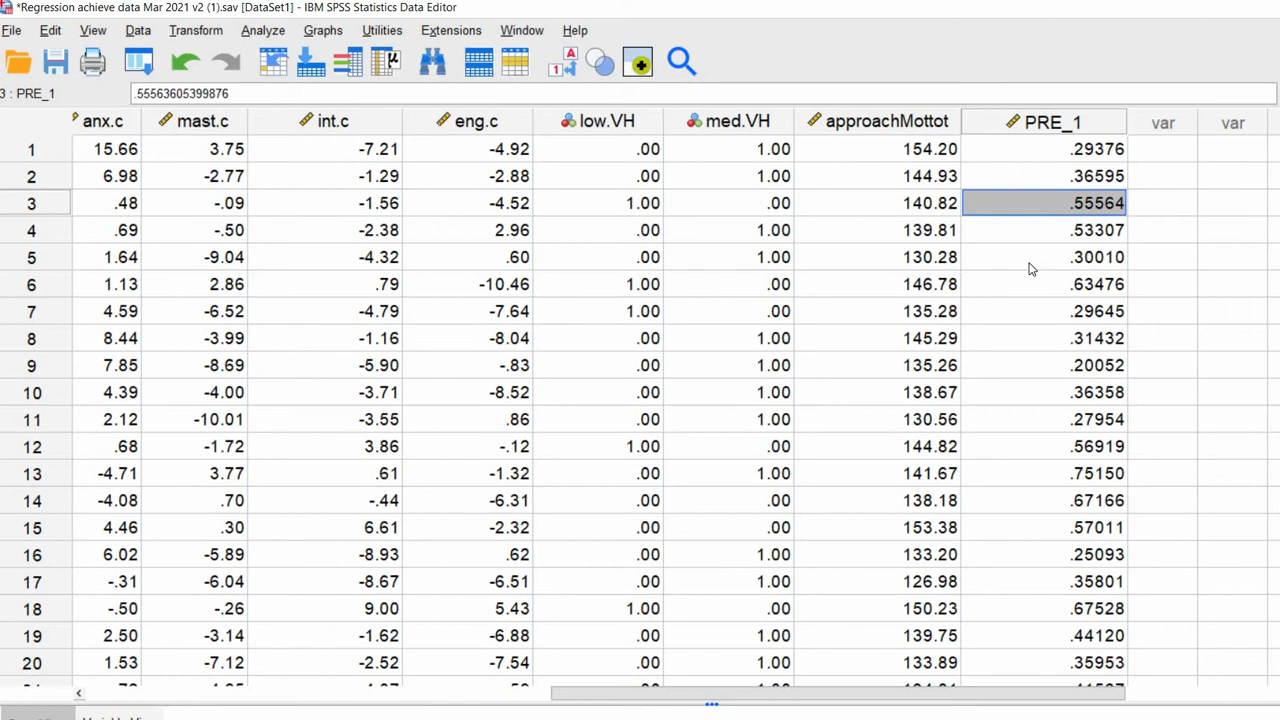 *Regression achieve data Mar 2021 v2 (1).sav [DataSet1] - IBM SPSS Statistics Data Editor
File Edit View Data Transform Analyze Graphs Utilities Extensions Window Help
3 : PRE_1 .55563605399876
anx.c mast.c int.c eng.c low.VH med.VH approachMottot PRE_1 var var
1 15.66 3.75 -7.21 -4.92 .00 1.00 154.20 .29376
2 6.98 -2.77 -1.29 -2.88 .00 1.00 144.93 .36595
3 .48 -.09 -1.56 -4.52 1.00 .00 140.82 .55564
4 .69 -.50 -2.38 2.96 .00 1.00 139.81 .53307
5 1.64 -9.04 -4.32 .60 .00 1.00 130.28 .30010
6 1.13 2.86 .79 -10.46 1.00 .00 146.78 .63476
7 4.59 -6.52 -4.79 -7.64 1.00 .00 135.28 .29645
8 8.44 -3.99 -1.16 -8.04 .00 1.00 145.29 .31432
9 7.85 -8.69 -5.90 -.83 .00 1.00 135.26 .20052
10 4.39 -4.00 -3.71 -8.52 .00 1.00 138.67 .36358
11 2.12 -10.01 -3.55 .86 .00 1.00 130.56 .27954
12 .68 -1.72 3.86 -.12 1.00 .00 144.82 .56919
13 -4.71 3.77 .61 -1.32 .00 1.00 141.67 .75150
14 -4.08 .70 -.44 -6.31 .00 1.00 138.18 .67166
15 4.46 .30 6.61 -2.32 .00 .00 153.38 .57011
16 6.02 -5.89 -8.93 .62 .00 1.00 133.20 .25093
17 -.31 -6.04 -8.67 -6.51 .00 1.00 126.98 .35801
18 -.50 -.26 9.00 5.43 1.00 .00 150.23 .67528
19 2.50 -3.14 -1.62 -6.88 .00 1.00 139.75 .44120
20 1.53 -7.12 -2.52 -7.54 .00 1.00 133.89 .35953